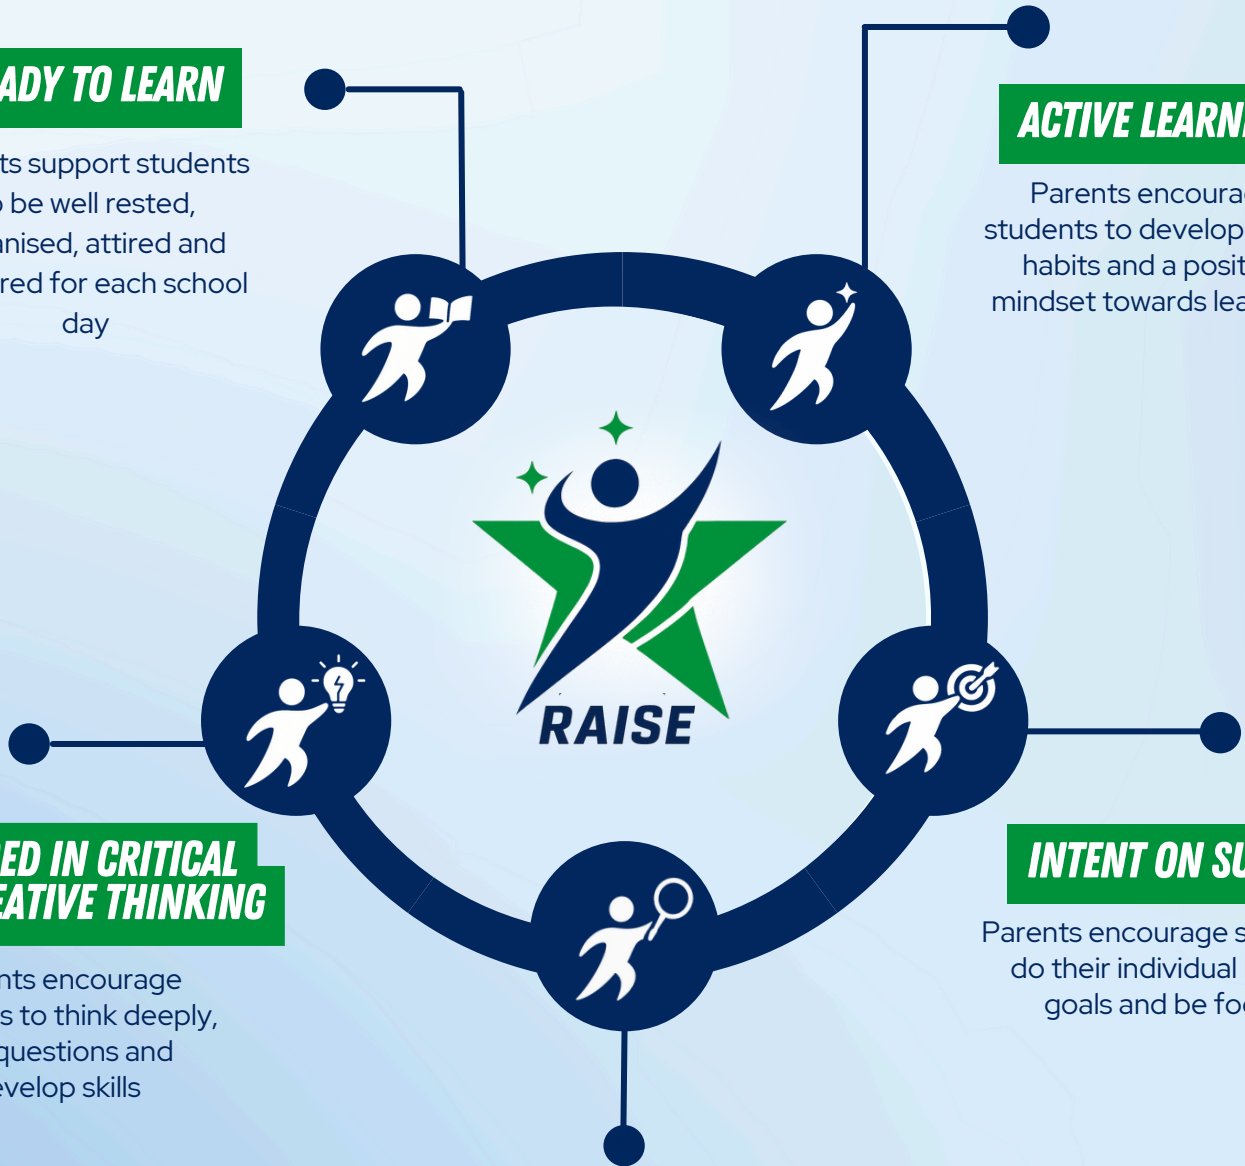 ADY TO LEARN
ts support students
be well rested,
nised, attired and
red for each school
day
ACTIVE LEARN
Parents encoura
students to develop
habits and a posit
mindset towards lea
RAISE
ED IN CRITICAL
EATIVE THINKING
nts encourage
s to think deeply,
questions and
evelop skills
INTENT ON SU
Parents encourage s
do their individual
goals and be fo